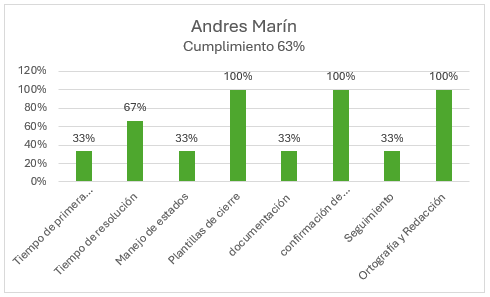 Andres Marín
Cumplimiento 63%
120%
100%
80%
60%
40%
20%
0%
33%
67%
33%
100%
33%
100%
33%
100%
Tiempo de primera...
Tiempo de resolución
Manejo de estados
Plantillas de cierre
documentación
confirmación de...
Seguimiento
Ortografía y Redacción